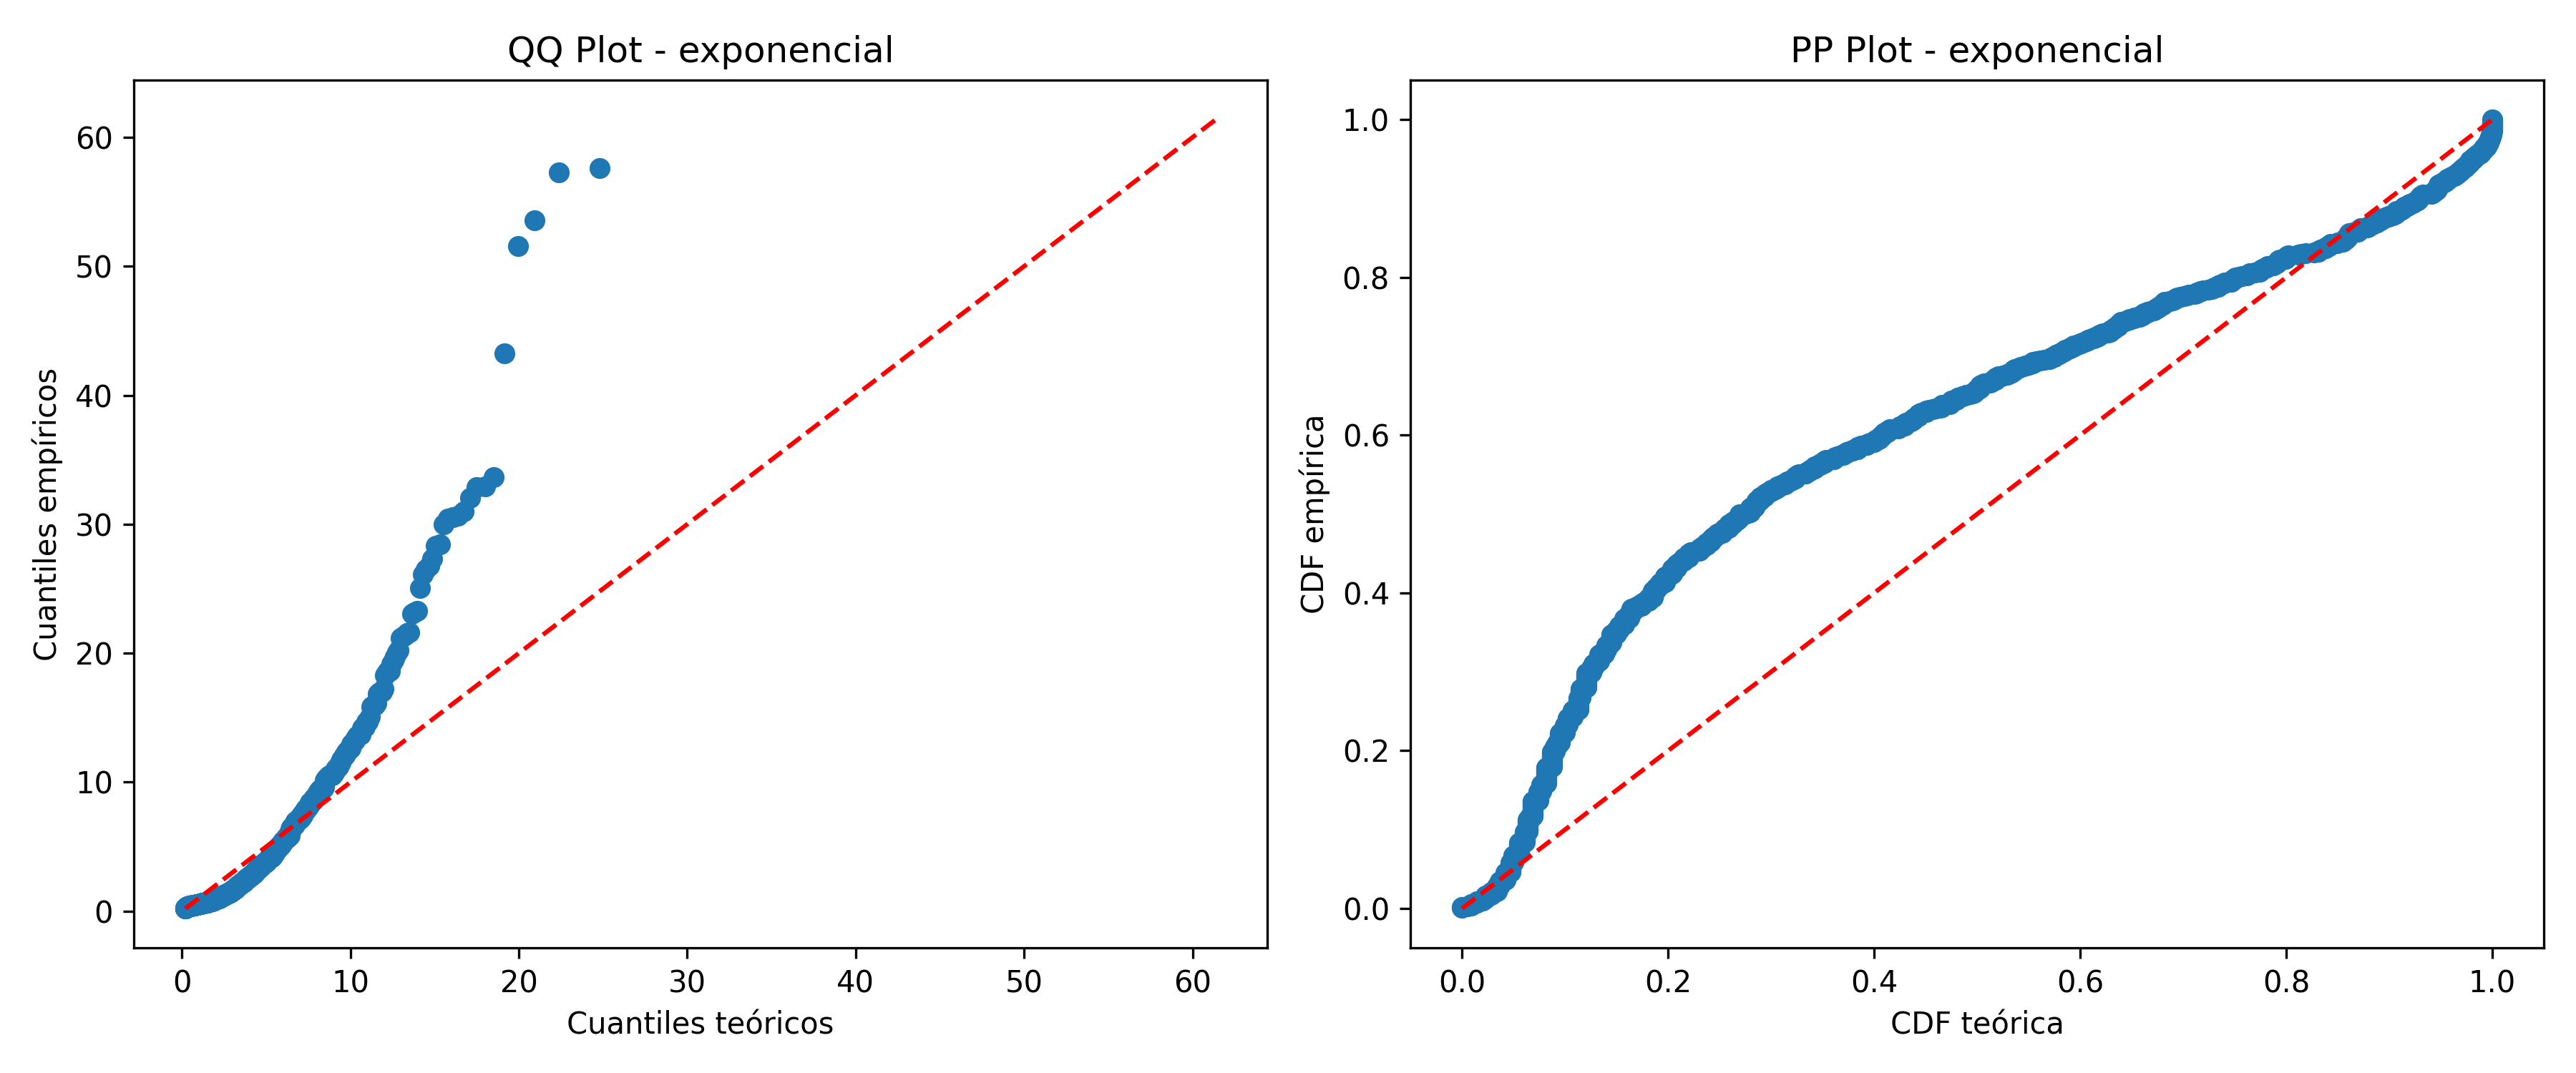 QQ Plot - exponencial
60
50
40
30
20
10
0
Cuantiles empíricos
0 10 20 30 40 50 60
Cuantiles teóricos
PP Plot - exponencial
1.0
0.8
0.6
0.4
0.2
0.0
CDF empírica
0.0 0.2 0.4 0.6 0.8 1.0
CDF teórica